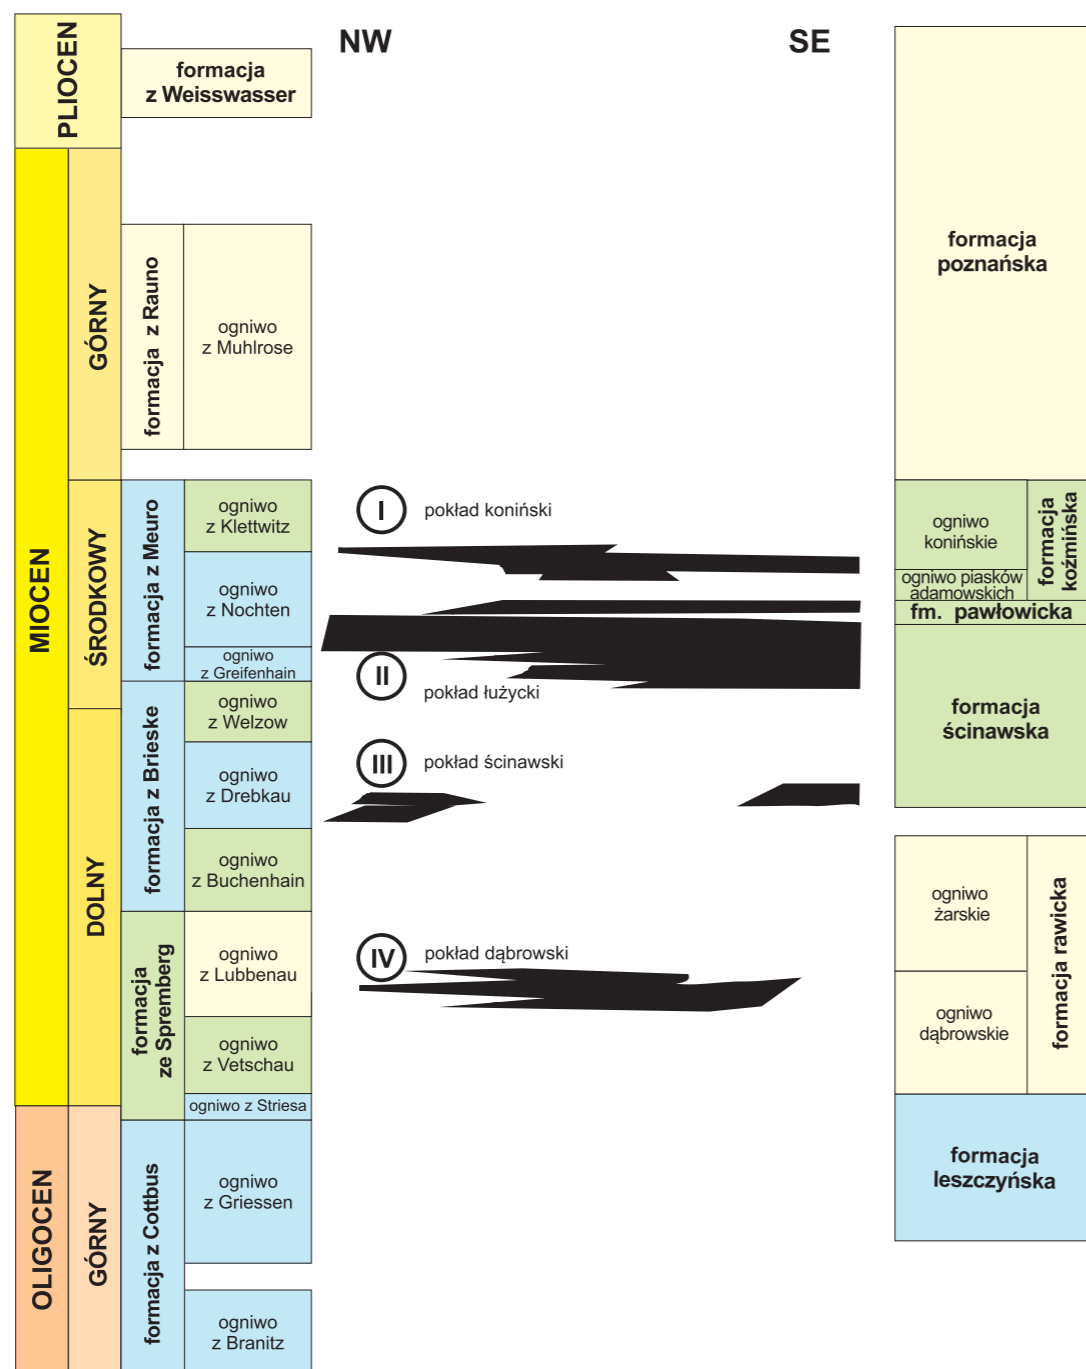 NW
SE
PLIOCEN
MIOCEN
OLIGOCEN
GÓRNY
ŚRODKOWY
DOLNY
GÓRNY
formacja
z Weisswasser
formacja z Rauno
ogniwo
z Muhlrose
formacja z Meuro
ogniwo
z Klettwitz
ogniwo
z Nochten
ogniwo
z Greifenhain
formacja z Brieske
ogniwo
z Welzow
ogniwo
z Drebkau
ogniwo
z Buchenhain
formacja
ze Spremberg
ogniwo
z Lubbenau
ogniwo
z Vetschau
ogniwo z Striesa
formacja z Cottbus
ogniwo
z Griessen
ogniwo
z Branitz
I pokład koniński
II
pokład łużycki
III pokład ścinawski
IV pokład dąbrowski
formacja
poznańska
ogniwo
konińskie
ogniwo piasków
adamowskich
formacja
koźmińska
fm. pawłowicka
formacja
ścinawska
ogniwo
żarskie
ogniwo
dąbrowskie
formacja rawicka
formacja
leszczyńska